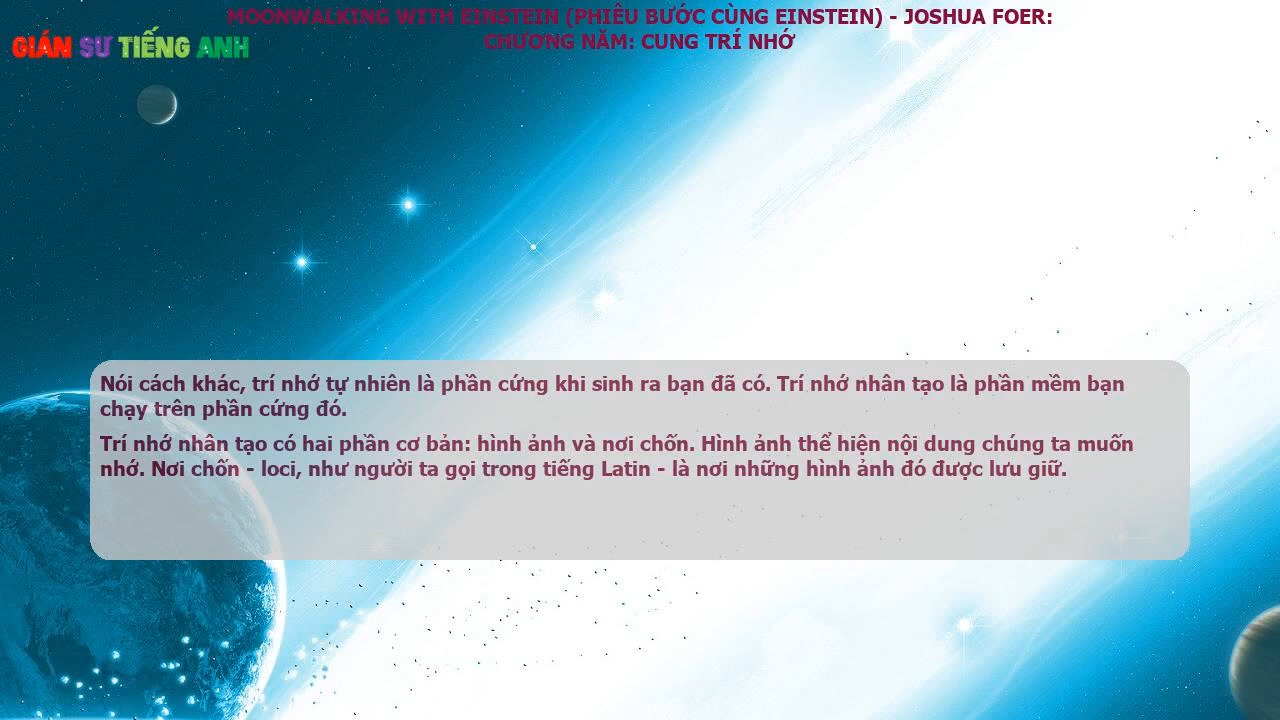 MOONWALKING WITH EINSTEIN (PHIÊU BƯỚC CÙNG EINSTEIN) - JOSHUA FOER:
CHƯƠNG NĂM: CUNG TRÍ NHỚ
GIÁN SƯ TIẾNG ANH
Nói cách khác, trí nhớ tự nhiên là phần cứng khi sinh ra bạn đã có. Trí nhớ nhân tạo là phần mềm bạn
chạy trên phần cứng đó.
Trí nhớ nhân tạo có hai phần cơ bản: hình ảnh và nơi chốn. Hình ảnh thể hiện nội dung chúng ta muốn
nhớ. Nơi chốn - loci, như người ta gọi trong tiếng Latin - là nơi những hình ảnh đó được lưu giữ.